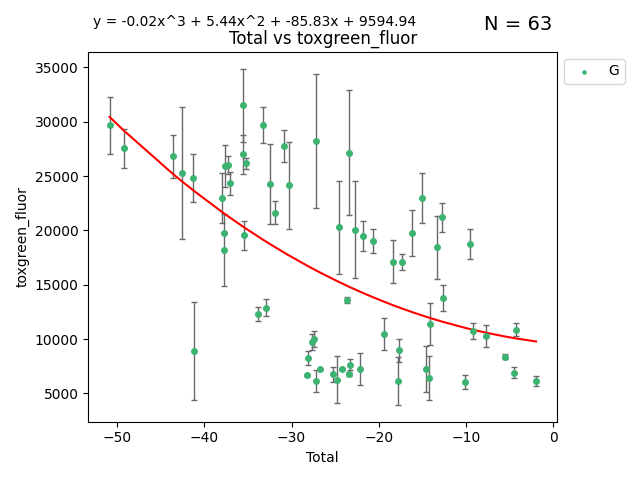 y = -0.02x^3 + 5.44x^2 + -85.83x + 9594.94
N = 63
Total vs toxgreen_fluor
G
35000
30000
25000
20000
15000
10000
5000
toxgreen_fluor
−50 −40 −30 −20 −10 0
Total